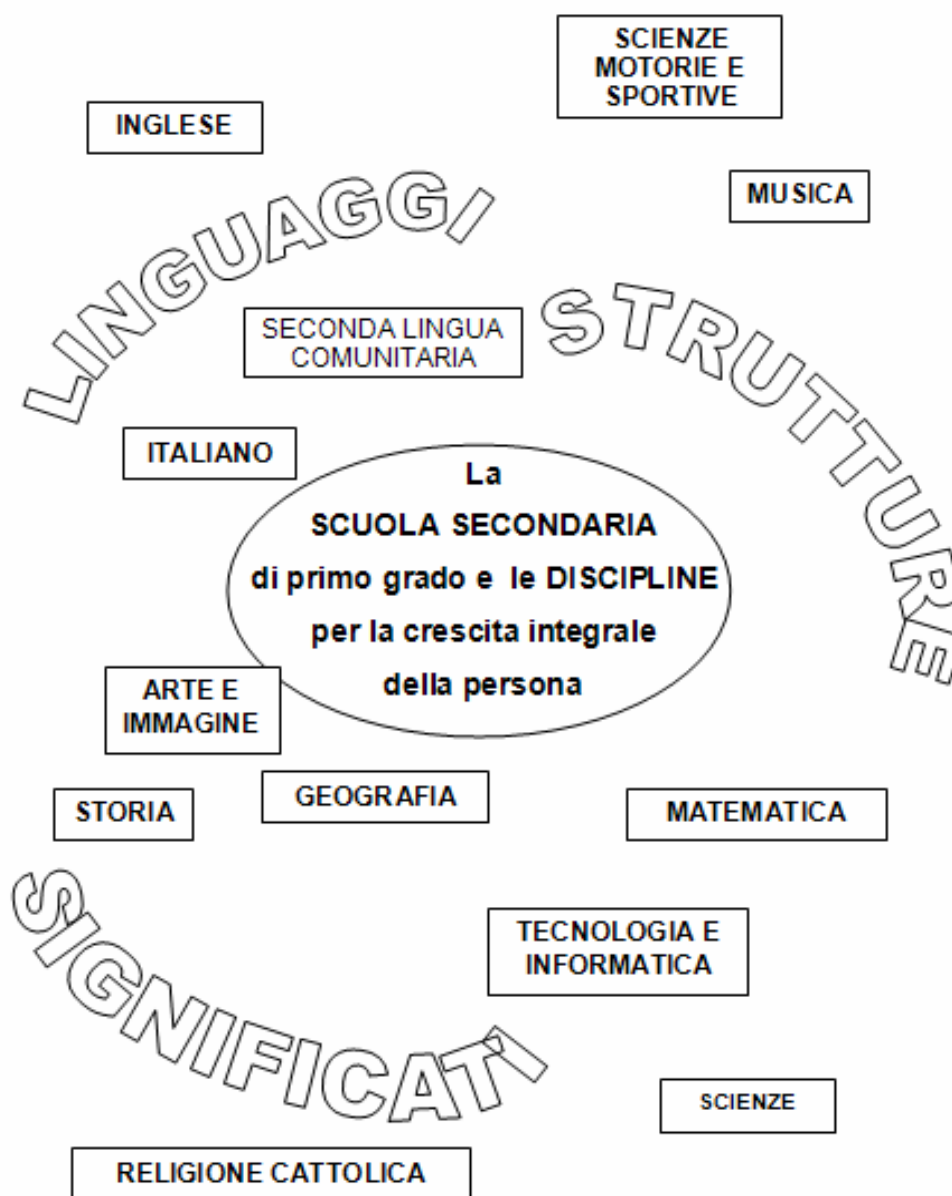 SCIENZE
MOTORIE E
SPORTIVE
INGLESE
MUSICA
LINGUAGGI
STRUTTURE
SECONDA LINGUA
COMUNITARIA
ITALIANO
La
SCUOLA SECONDARIA
di primo grado e le DISCIPLINE
per la crescita integrale
della persona
ARTE E
IMMAGINE
GEOGRAFIA
STORIA
MATEMATICA
SIGNIFICATI
TECNOLOGIA E
INFORMATICA
SCIENZE
RELIGIONE CATTOLICA